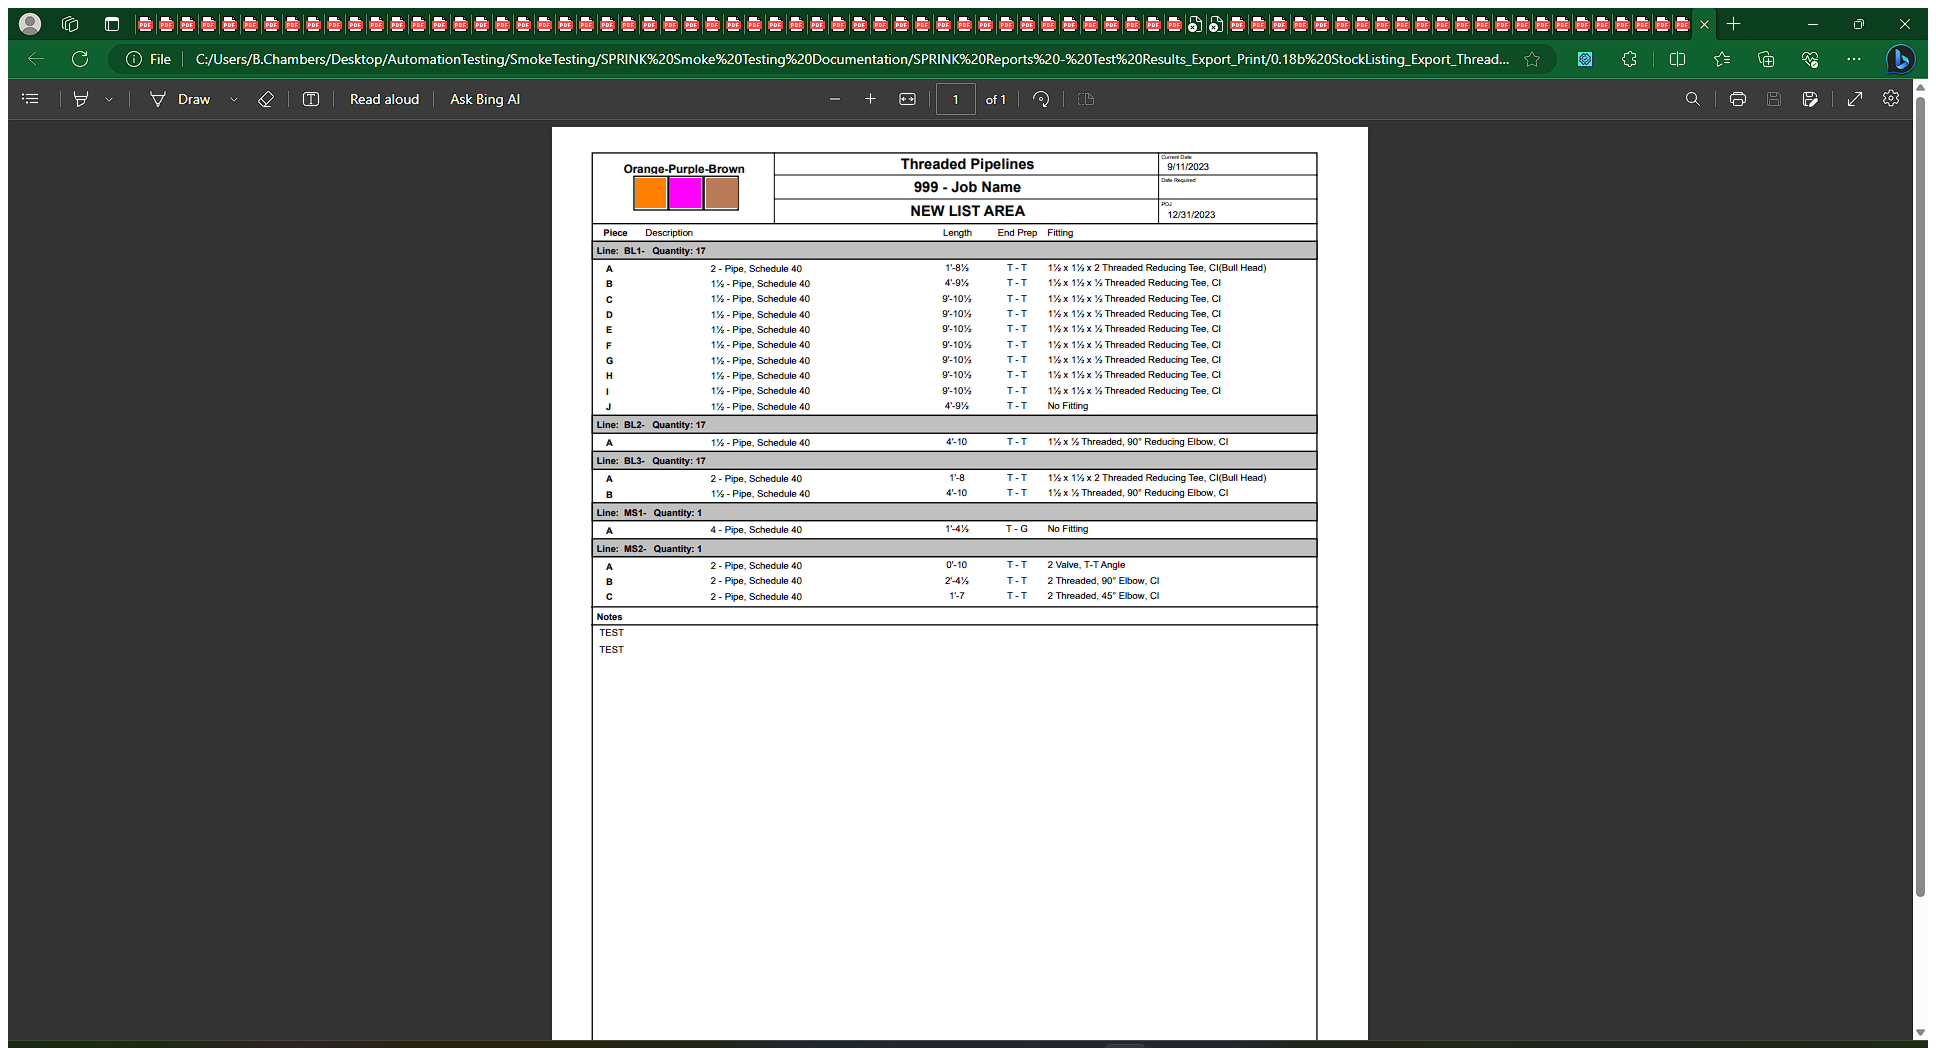 File
C:/Users/B.Chambers/Desktop/AutomationTesting/SmokeTesting/SPRINK%20Smoke%20Testing%20Documentation/SPRINK%20Reports%20-%20Test%20Results_Export_Print/0.18b%20StockListing_Export_Thread...
Draw
Read aloud
Ask Bing AI
1 of 1
Orange-Purple-Brown
Threaded Pipelines
999 - Job Name
NEW LIST AREA
Current Date
9/11/2023
Date Required
POJ
12/31/2023
Piece Description Length End Prep Fitting
Line: BL1- Quantity: 17
A 2 - Pipe, Schedule 40 1'-8½ T - T 1½ x 1½ x 2 Threaded Reducing Tee, CI(Bull Head)
B 1½ - Pipe, Schedule 40 4'-9½ T - T 1½ x 1½ x ½ Threaded Reducing Tee, CI
C 1½ - Pipe, Schedule 40 9'-10½ T - T 1½ x 1½ x ½ Threaded Reducing Tee, CI
D 1½ - Pipe, Schedule 40 9'-10½ T - T 1½ x 1½ x ½ Threaded Reducing Tee, CI
E 1½ - Pipe, Schedule 40 9'-10½ T - T 1½ x 1½ x ½ Threaded Reducing Tee, CI
F 1½ - Pipe, Schedule 40 9'-10½ T - T 1½ x 1½ x ½ Threaded Reducing Tee, CI
G 1½ - Pipe, Schedule 40 9'-10½ T - T 1½ x 1½ x ½ Threaded Reducing Tee, CI
H 1½ - Pipe, Schedule 40 9'-10½ T - T 1½ x 1½ x ½ Threaded Reducing Tee, CI
I 1½ - Pipe, Schedule 40 9'-10½ T - T 1½ x 1½ x ½ Threaded Reducing Tee, CI
J 1½ - Pipe, Schedule 40 4'-9½ T - T No Fitting
Line: BL2- Quantity: 17
A 1½ - Pipe, Schedule 40 4'-10 T - T 1½ x ½ Threaded, 90° Reducing Elbow, CI
Line: BL3- Quantity: 17
A 2 - Pipe, Schedule 40 1'-8 T - T 1½ x 1½ x 2 Threaded Reducing Tee, CI(Bull Head)
B 1½ - Pipe, Schedule 40 4'-10 T - T 1½ x ½ Threaded, 90° Reducing Elbow, CI
Line: MS1- Quantity: 1
A 4 - Pipe, Schedule 40 1'-4½ T - G No Fitting
Line: MS2- Quantity: 1
A 2 - Pipe, Schedule 40 0'-10 T - T 2 Valve, T-T Angle
B 2 - Pipe, Schedule 40 2'-4½ T - T 2 Threaded, 90° Elbow, CI
C 2 - Pipe, Schedule 40 1'-7 T - T 2 Threaded, 45° Elbow, CI
Notes
TEST
TEST